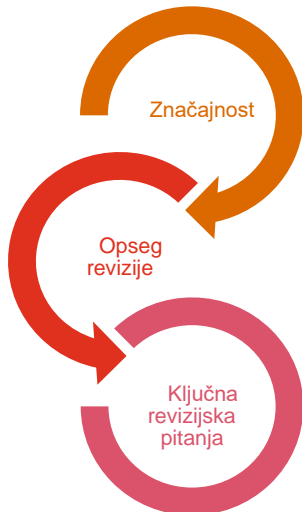 Značajnost
Opseg
revizije
Ključna
revizijska
pitanja